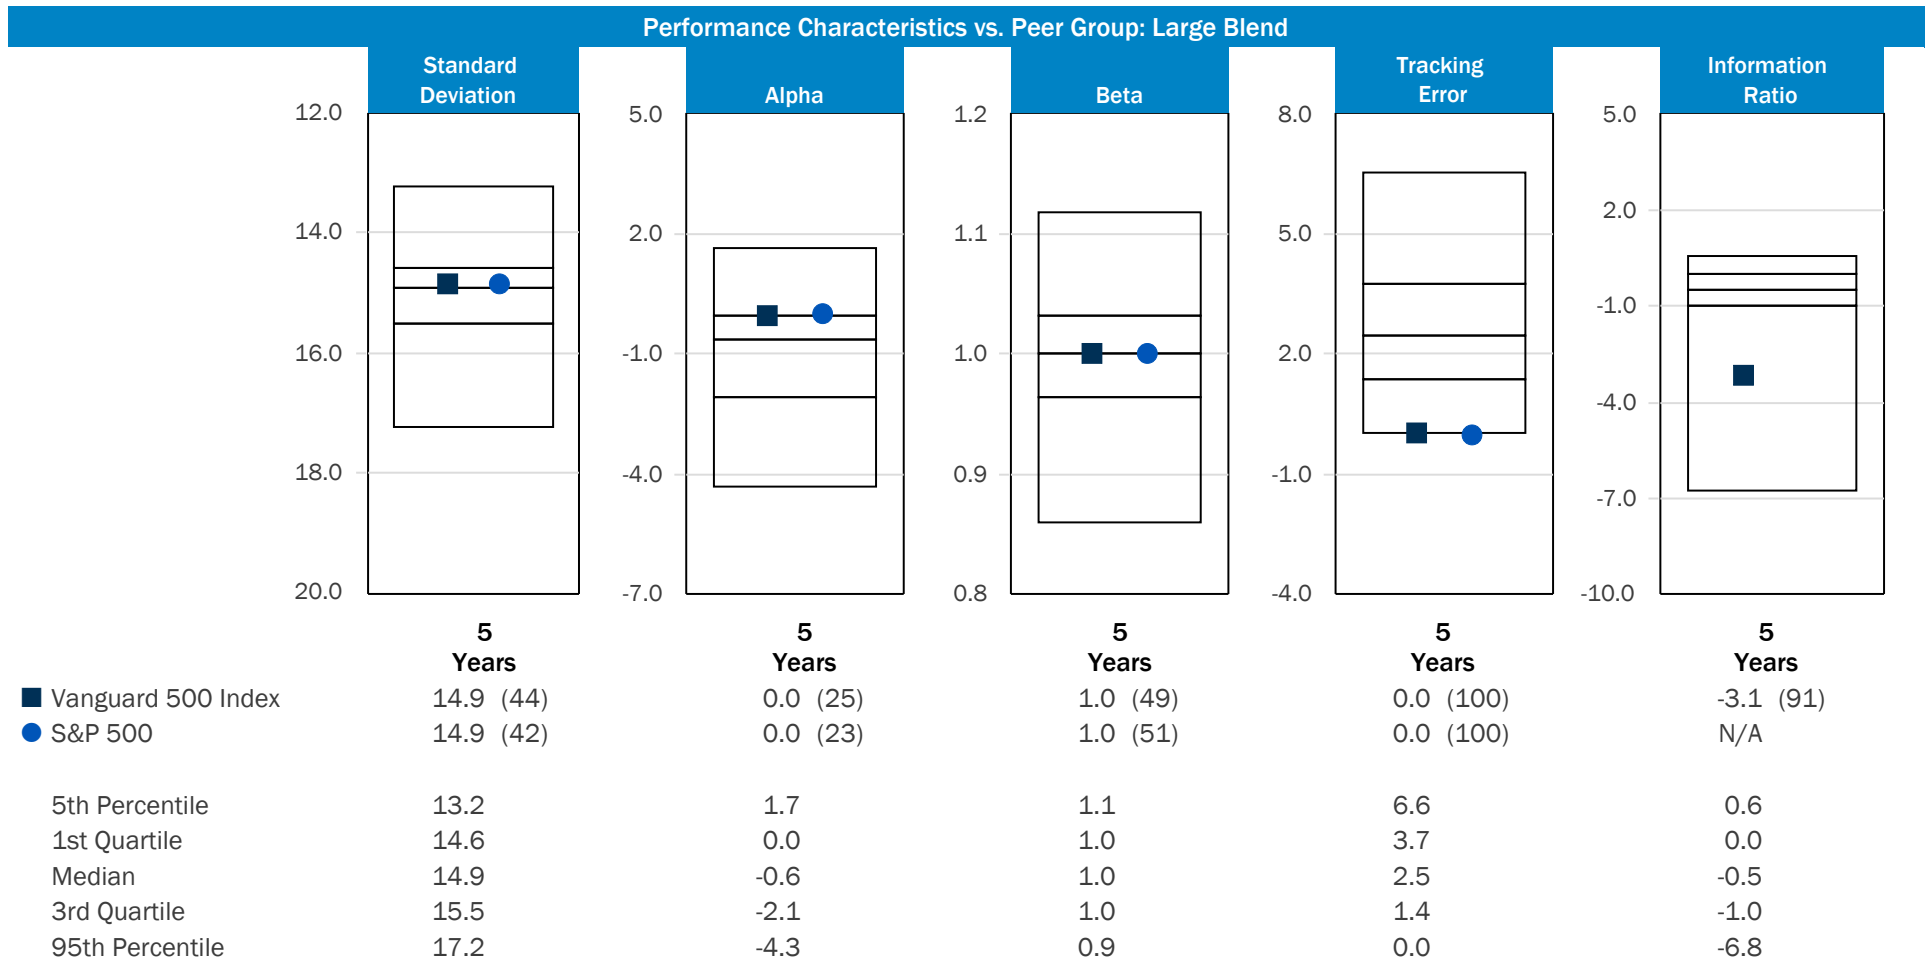 Performance Characteristics vs. Peer Group: Large Blend
Standard Deviation
Alpha
Beta
Tracking Error
Information Ratio
12.0
14.0
16.0
18.0
20.0
5.0
2.0
-1.0
-4.0
-7.0
1.2
1.1
1.0
0.9
0.8
8.0
5.0
2.0
-1.0
-4.0
5.0
2.0
-1.0
-4.0
-7.0
-10.0
5 Years 5 Years 5 Years 5 Years 5 Years
Vanguard 500 Index 14.9 (44) 0.0 (25) 1.0 (49) 0.0 (100) -3.1 (91)
S&P 500 14.9 (42) 0.0 (23) 1.0 (51) 0.0 (100) N/A
5th Percentile 13.2 1.7 1.1 6.6 0.6
1st Quartile 14.6 0.0 1.0 3.7 0.0
Median 14.9 -0.6 1.0 2.5 -0.5
3rd Quartile 15.5 -2.1 1.0 1.4 -1.0
95th Percentile 17.2 -4.3 0.9 0.0 -6.8